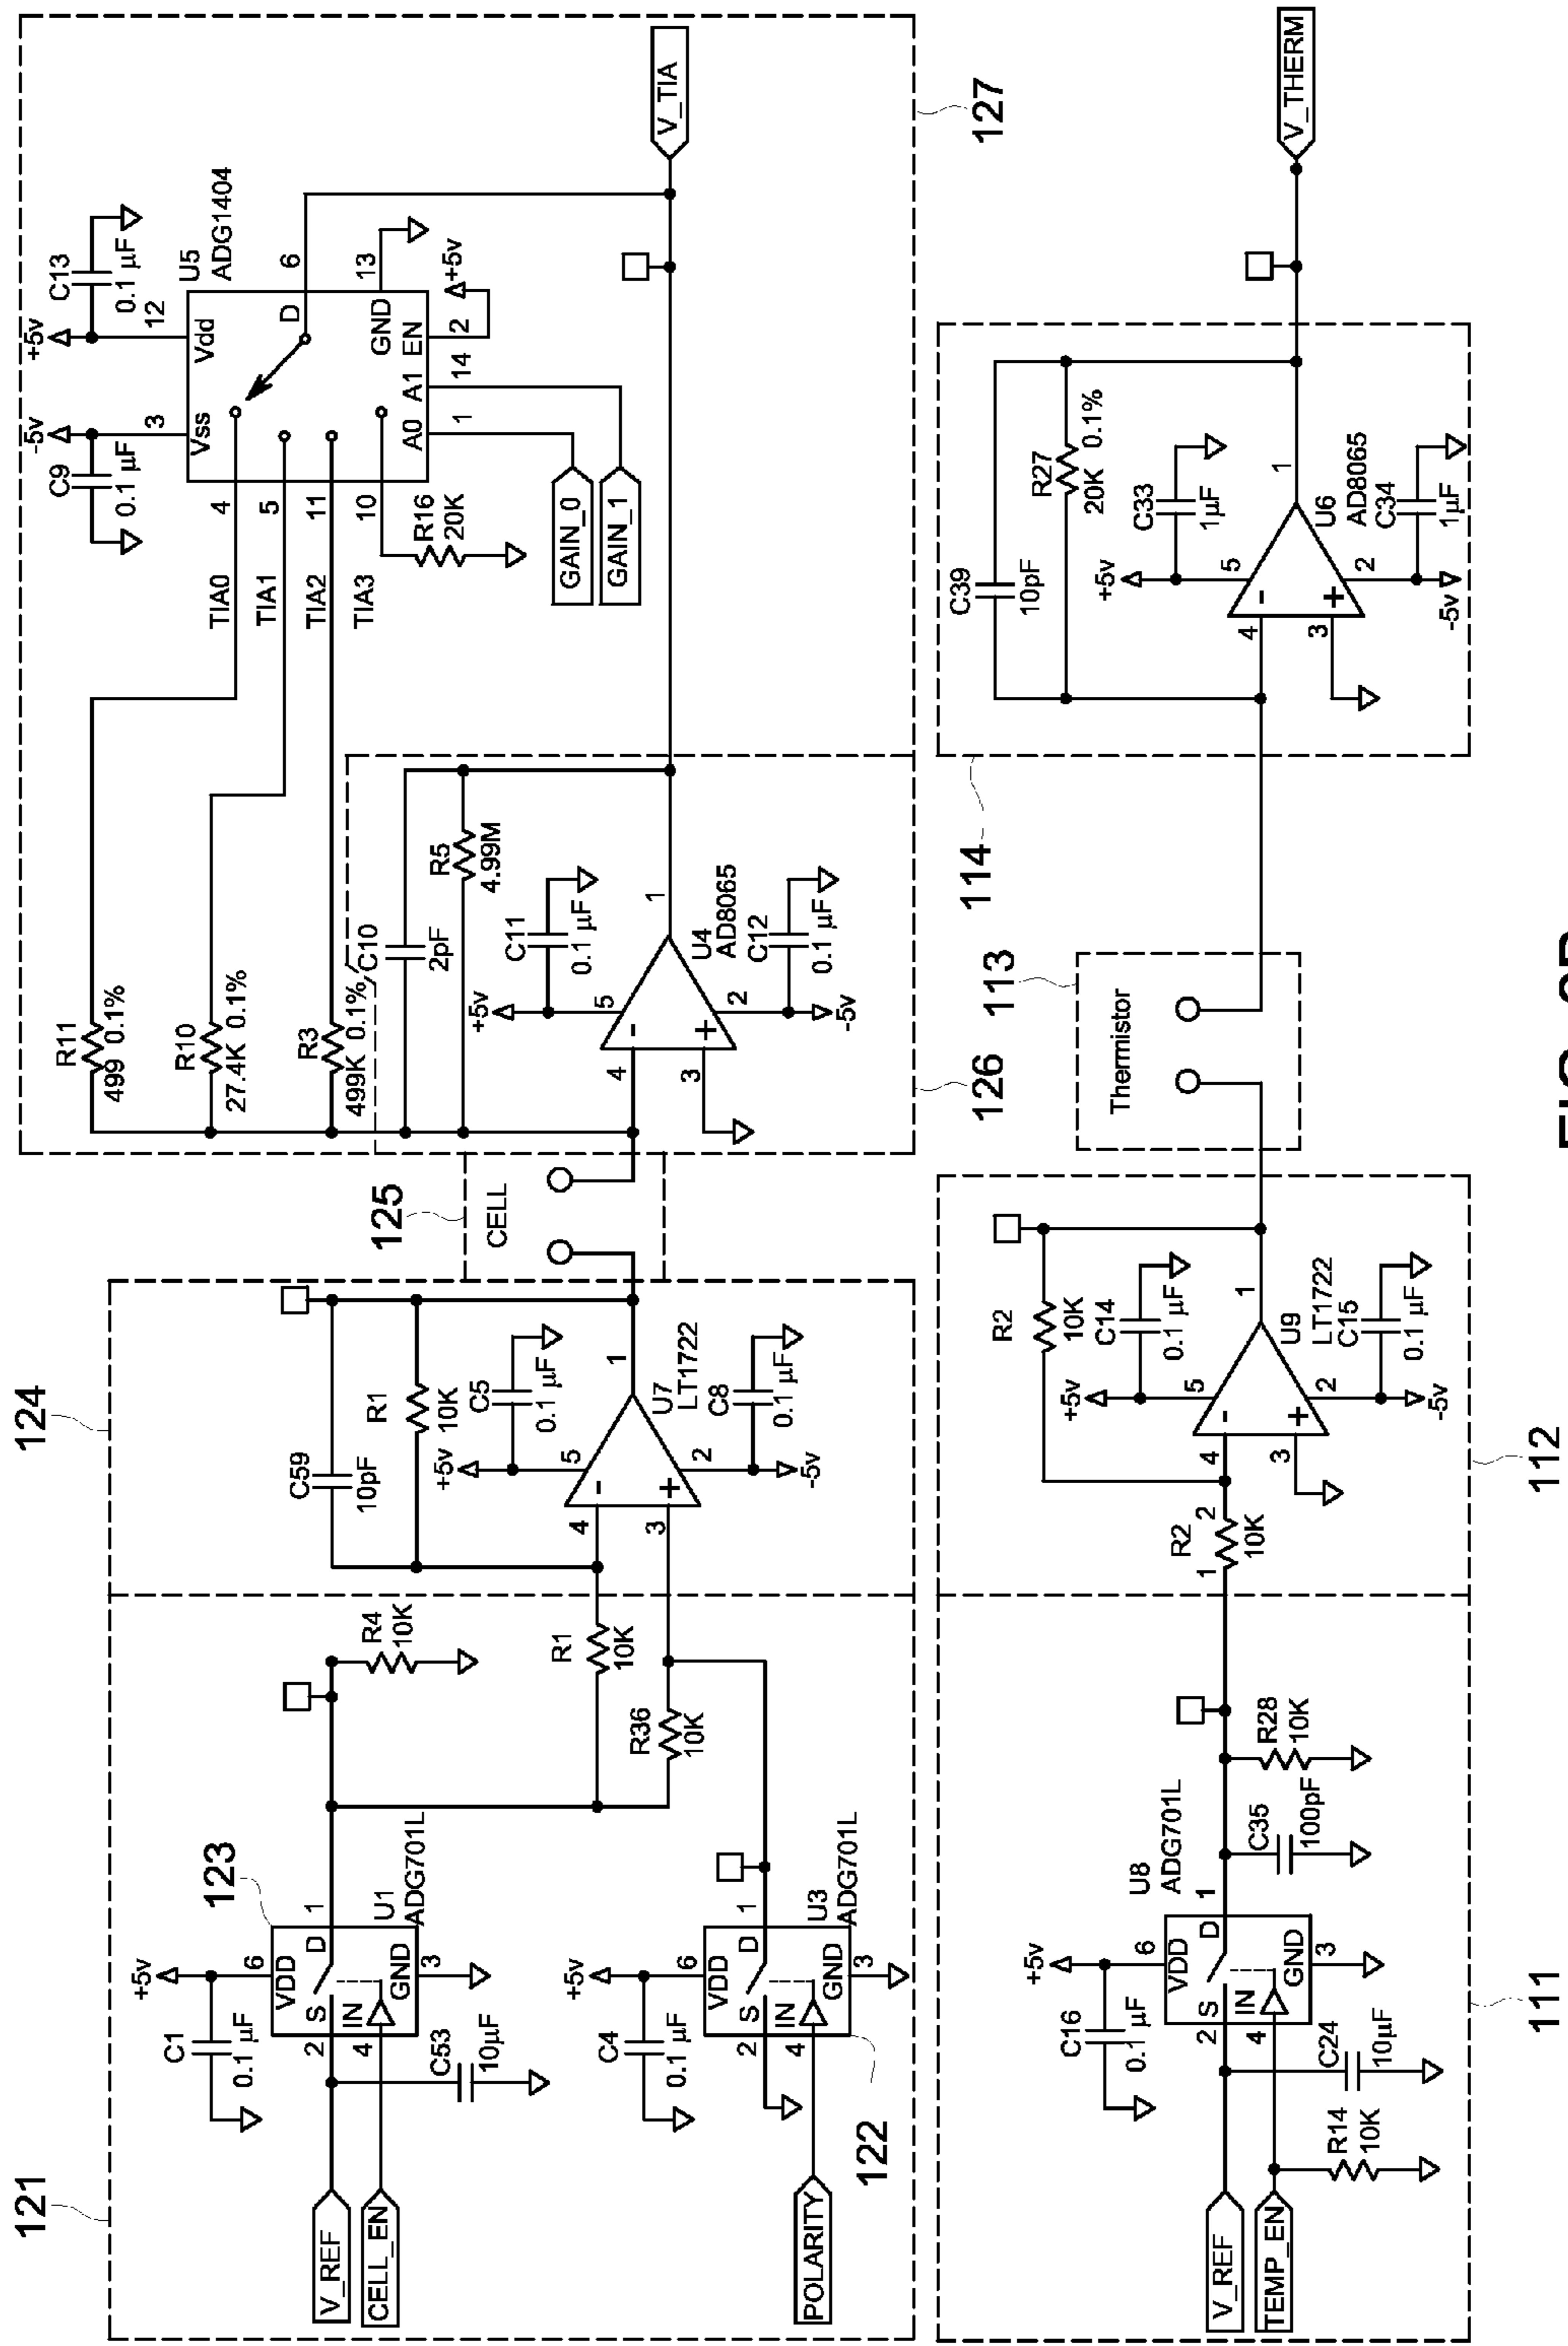 121
124
+5v
C1
0.1 µF
6
VDD
123
S
D
2
1
IN
4
GND
3
U1
ADG701L
V_REF
CELL_EN
C53
10µF
+5v
C4
0.1 µF
6
VDD
S
D
2
1
IN
4
GND
3
U3
ADG701L
POLARITY
122
R4
10K
R1
10K
R36
10K
C59
10pF
R1
10K
+5v
C5
0.1 µF
4
5
-
+
3
2
1
U7
LT1722
C8
0.1 µF
-5v
125
CELL
R11
499 0.1%
R10
27.4K 0.1%
R3
499K 0.1%
C10
2pF
R5
4.99M
+5v
C11
0.1 µF
4
5
-
+
3
2
1
U4
AD8065
C12
0.1 µF
-5v
126
TIA0
TIA1
TIA2
TIA3
4
5
11
10
R16
20K
-5v
C9
0.1 µF
3
+5v
C13
0.1 µF
12
Vss
Vdd
U5
ADG1404
D
6
GND
13
A0
A1
EN
1
14
2
+5v
GAIN_0
GAIN_1
V_TIA
127
+5v
C16
0.1 µF
6
VDD
S
D
2
1
IN
4
GND
3
U8
ADG701L
V_REF
TEMP_EN
R14
10K
C24
10µF
C35
100pF
R28
10K
111
1
R2
2
10K
R2
10K
+5v
C14
0.1 µF
4
5
-
+
3
2
1
U9
LT1722
C15
0.1 µF
-5v
112
Thermistor
113
114
C39
10pF
R27
20K 0.1%
+5v
C33
1µF
4
5
-
+
3
2
1
U6
AD8065
C34
1µF
-5v
V_THERM